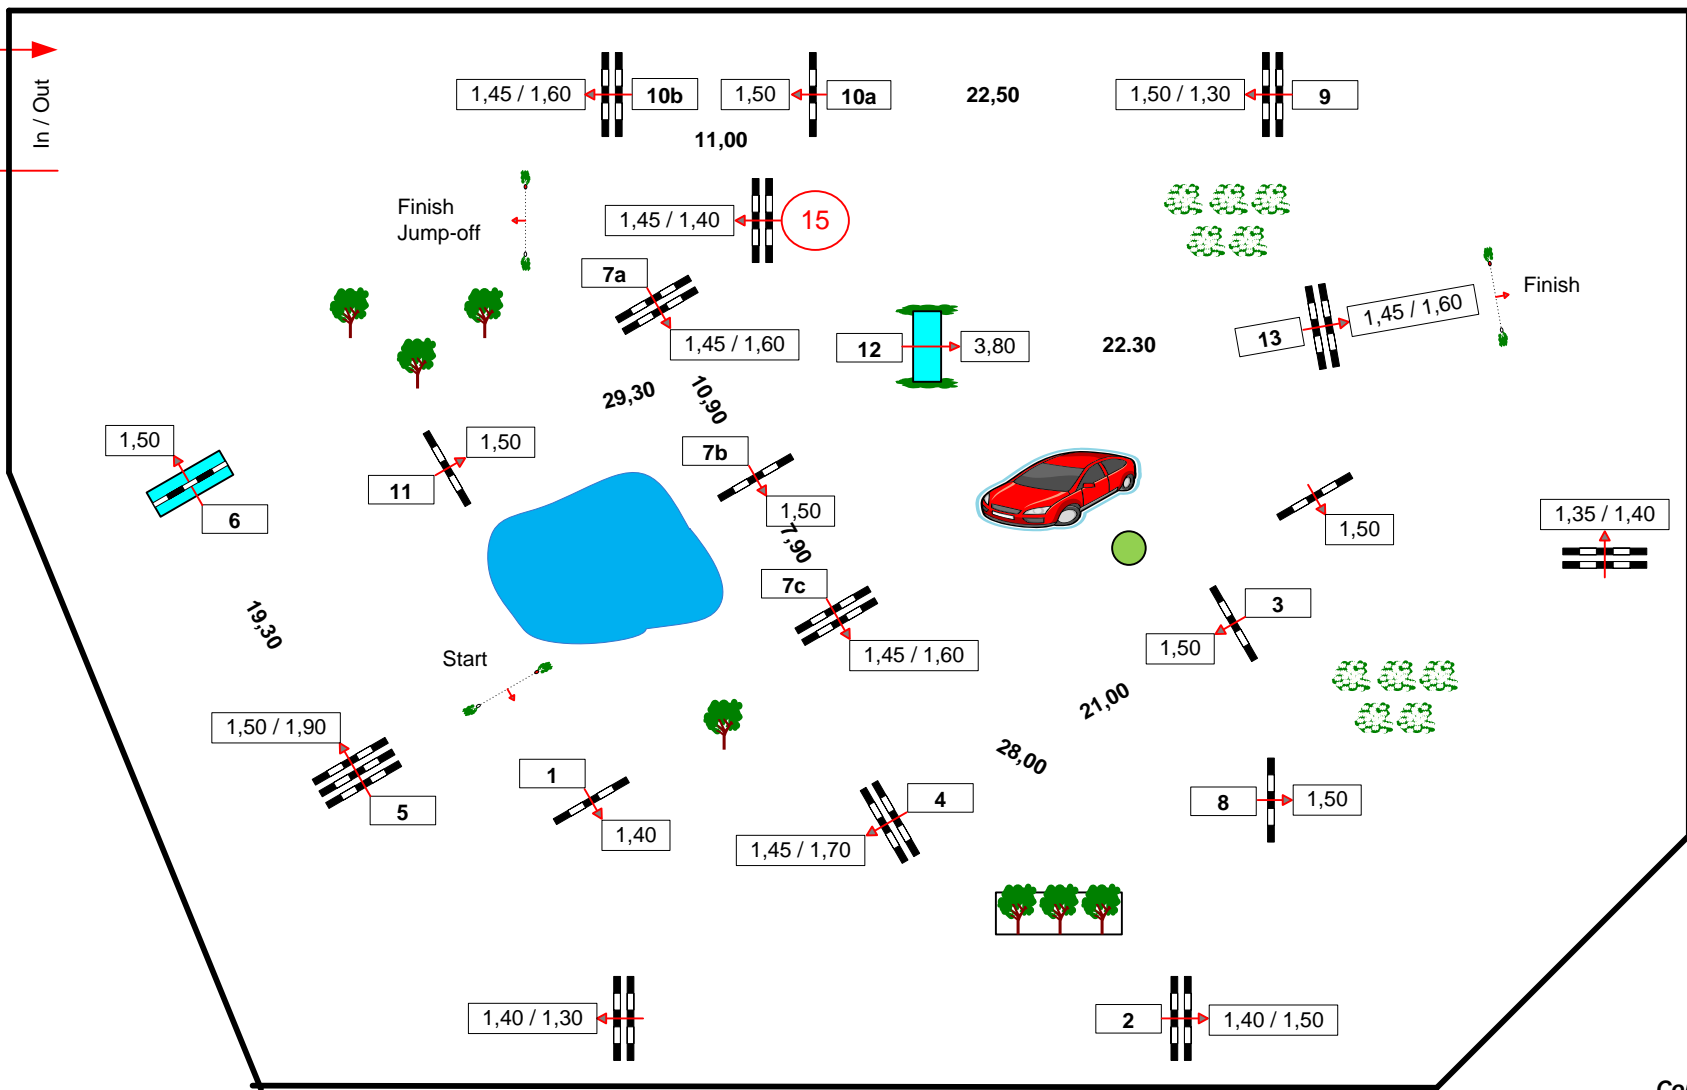 In / Out
1,45 / 1,60
10b
1,50
10a
22,50
1,50 / 1,30
9
11,00
Finish
Jump-off
1,45 / 1,40
15
7a
1,45 / 1,60
12
3,80
22.30
13
1,45 / 1,60
Finish
29,30
10,90
1,50
6
11
1,50
7b
1,50
7,90
7c
1,45 / 1,60
1,50
1,35 / 1,40
3
1,50
21,00
28,00
19,30
Start
1,50 / 1,90
5
1
1,40
4
1,45 / 1,70
8
1,50
1,40 / 1,30
2
1,40 / 1,50